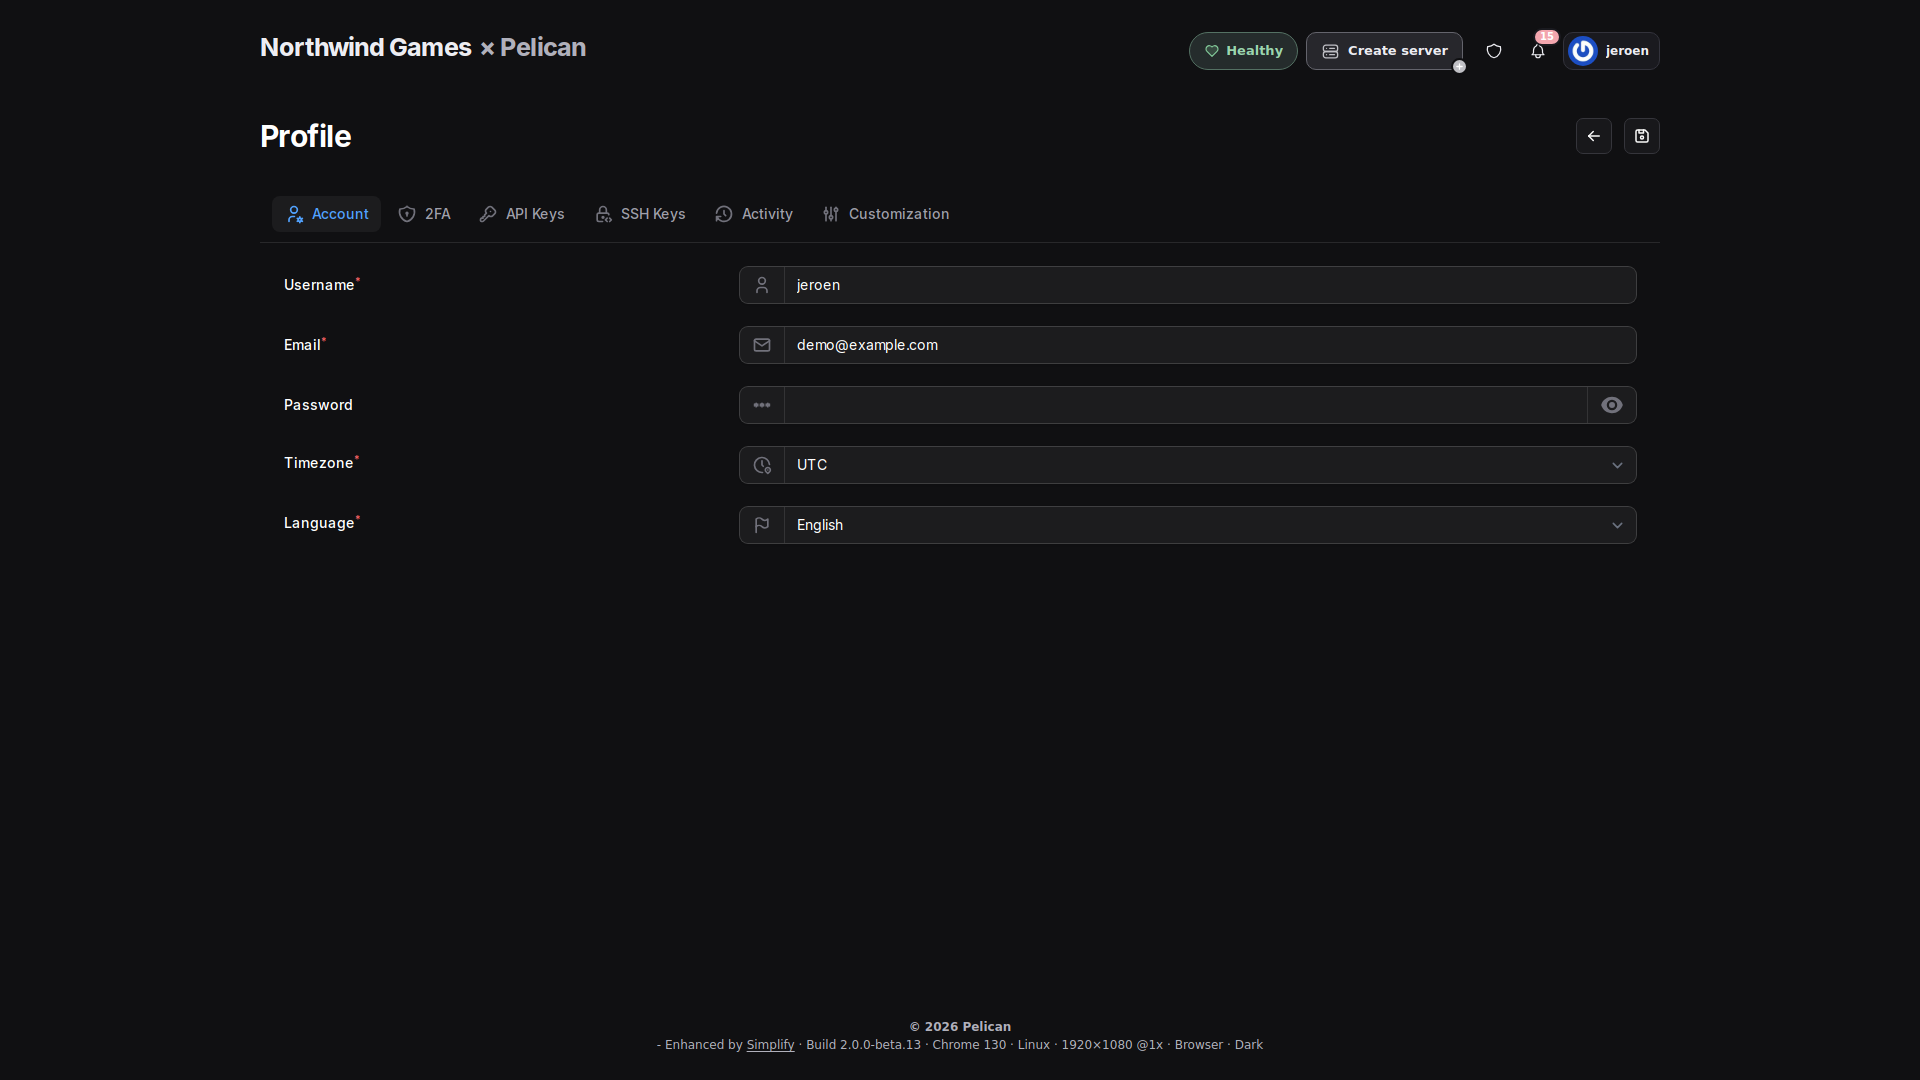 Northwind Games × Pelican
Healthy
Create server
15
jeroen
Profile
Account
2FA
API Keys
SSH Keys
Activity
Customization
Username*
jeroen
Email*
demo@example.com
Password
Timezone*
UTC
Language*
English
© 2026 Pelican
- Enhanced by Simplify · Build 2.0.0-beta.13 · Chrome 130 · Linux · 1920×1080 @1x · Browser · Dark